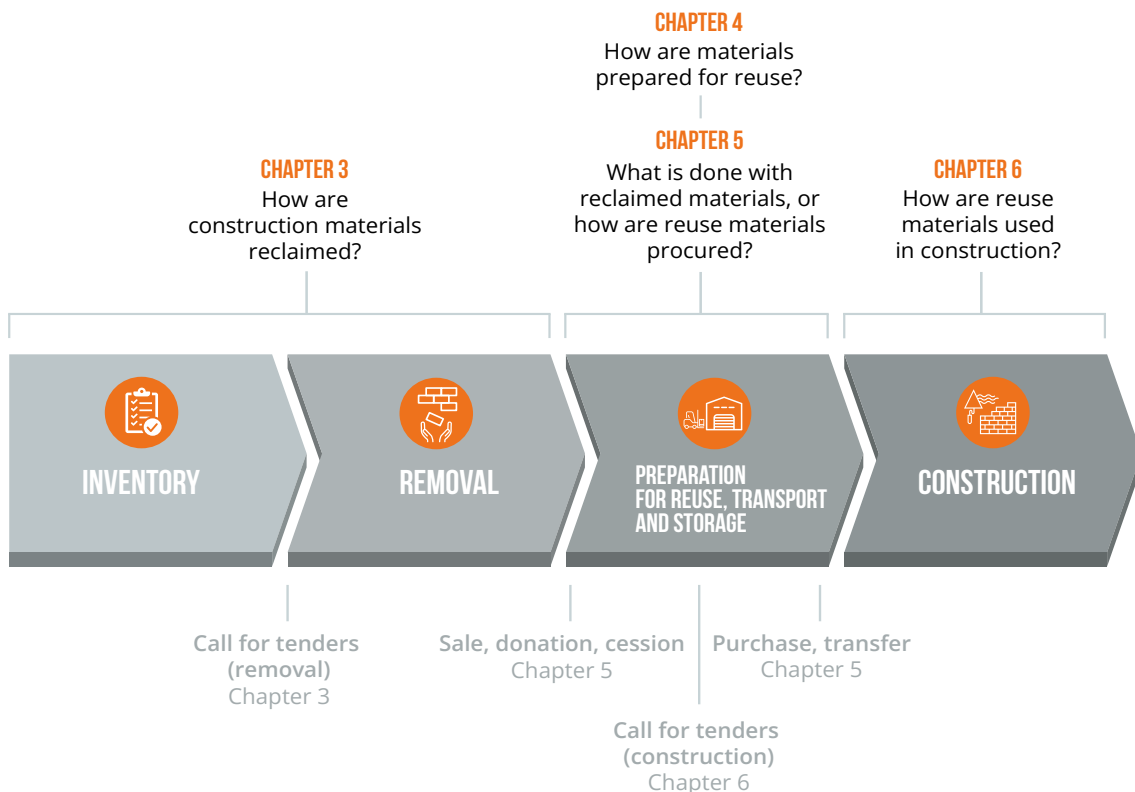 CHAPTER 4
How are materials
prepared for reuse?
CHAPTER 3
How are
construction materials
reclaimed?
CHAPTER 5
What is done with
reclaimed materials, or
how are reuse materials
procured?
CHAPTER 6
How are reuse
materials used
in construction?
INVENTORY
REMOVAL
PREPARATION
FOR REUSE, TRANSPORT
AND STORAGE
CONSTRUCTION
Call for tenders
(removal)
Chapter 3
Sale, donation, cession
Chapter 5
Purchase, transfer
Chapter 5
Call for tenders
(construction)
Chapter 6